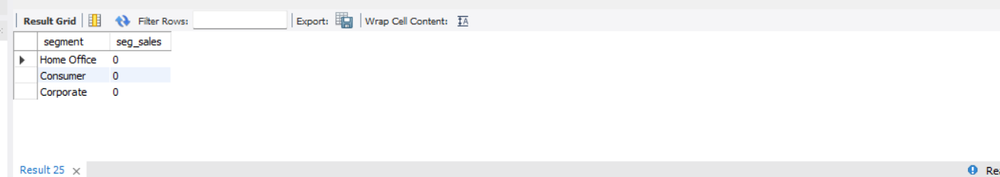 Result Grid Filter Rows: Export: Wrap Cell Content:
segment seg_sales
Home Office 0
Consumer 0
Corporate 0
Result 25